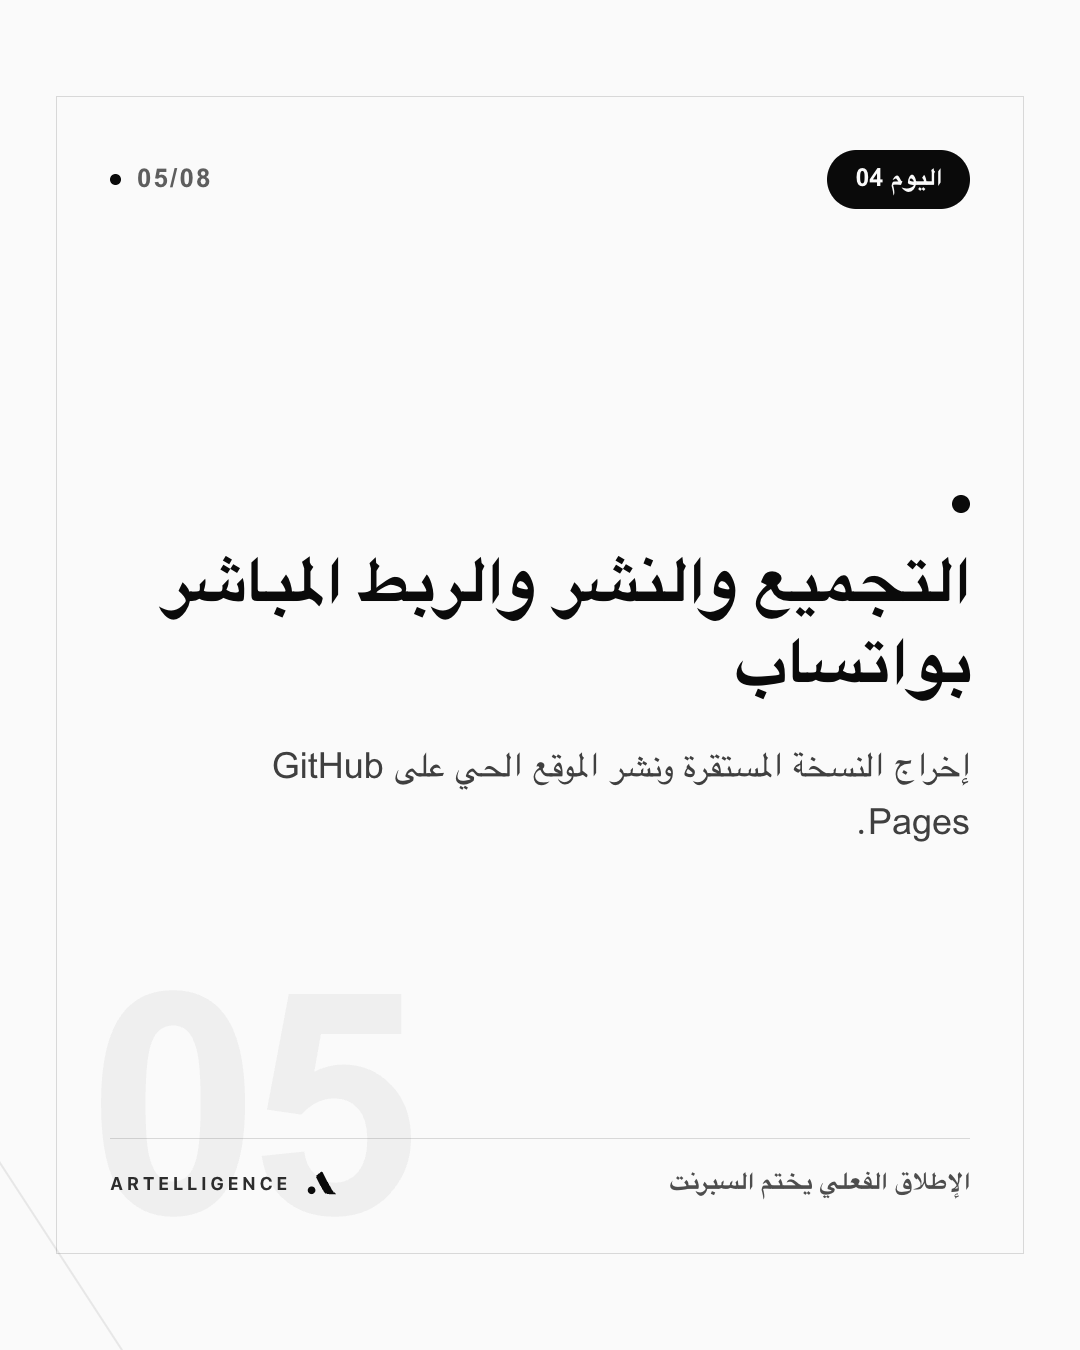 اليوم 04
05/08
التجميع والنشر والربط المباشر
بواتساب
إخراج النسخة المستقرة ونشر الموقع الحي على GitHub
Pages.
05
الإطلاق الفعلي يختم السبرنت
ARTELLIGENCE